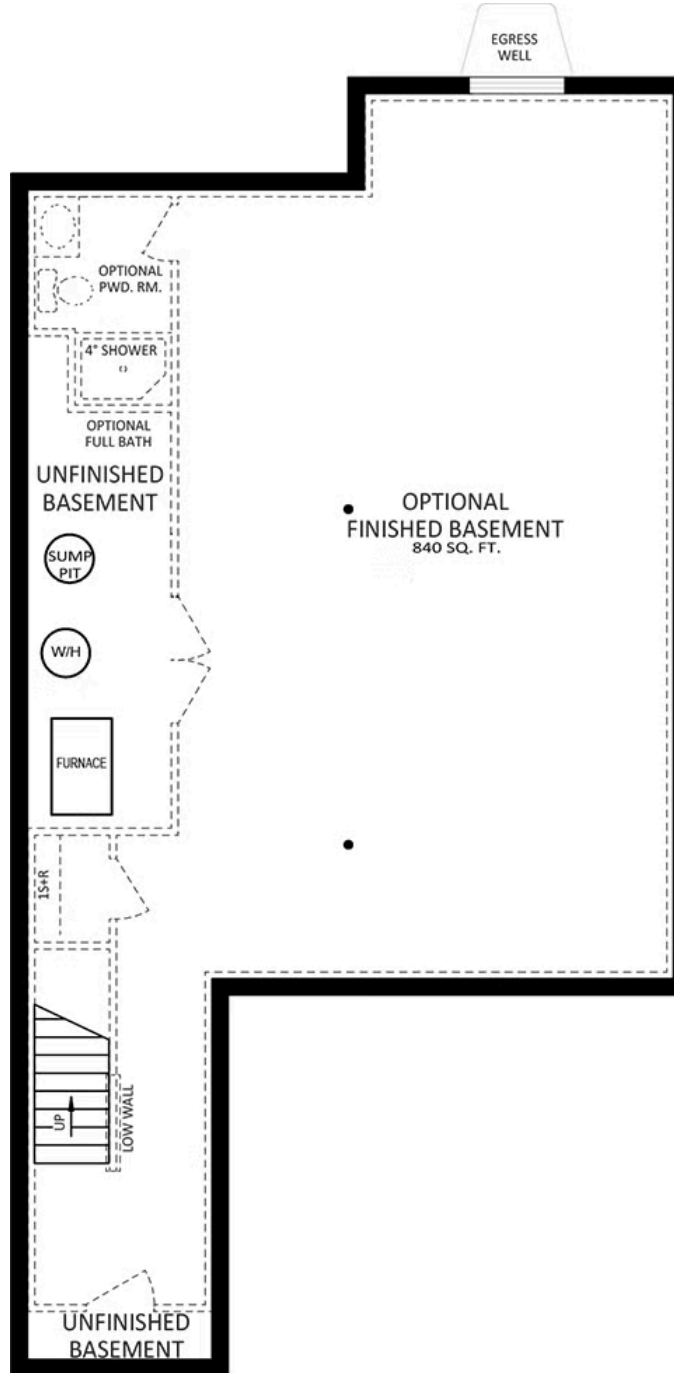 EGRESS
WELL
OPTIONAL
PWD. RM.
4" SHOWER
OPTIONAL
FULL BATH
UNFINISHED
BASEMENT
OPTIONAL
FINISHED BASEMENT
840 SQ. FT.
SUMP
PIT
W/H
FURNACE
1S+R
UP
LOW WALL
UNFINISHED
BASEMENT